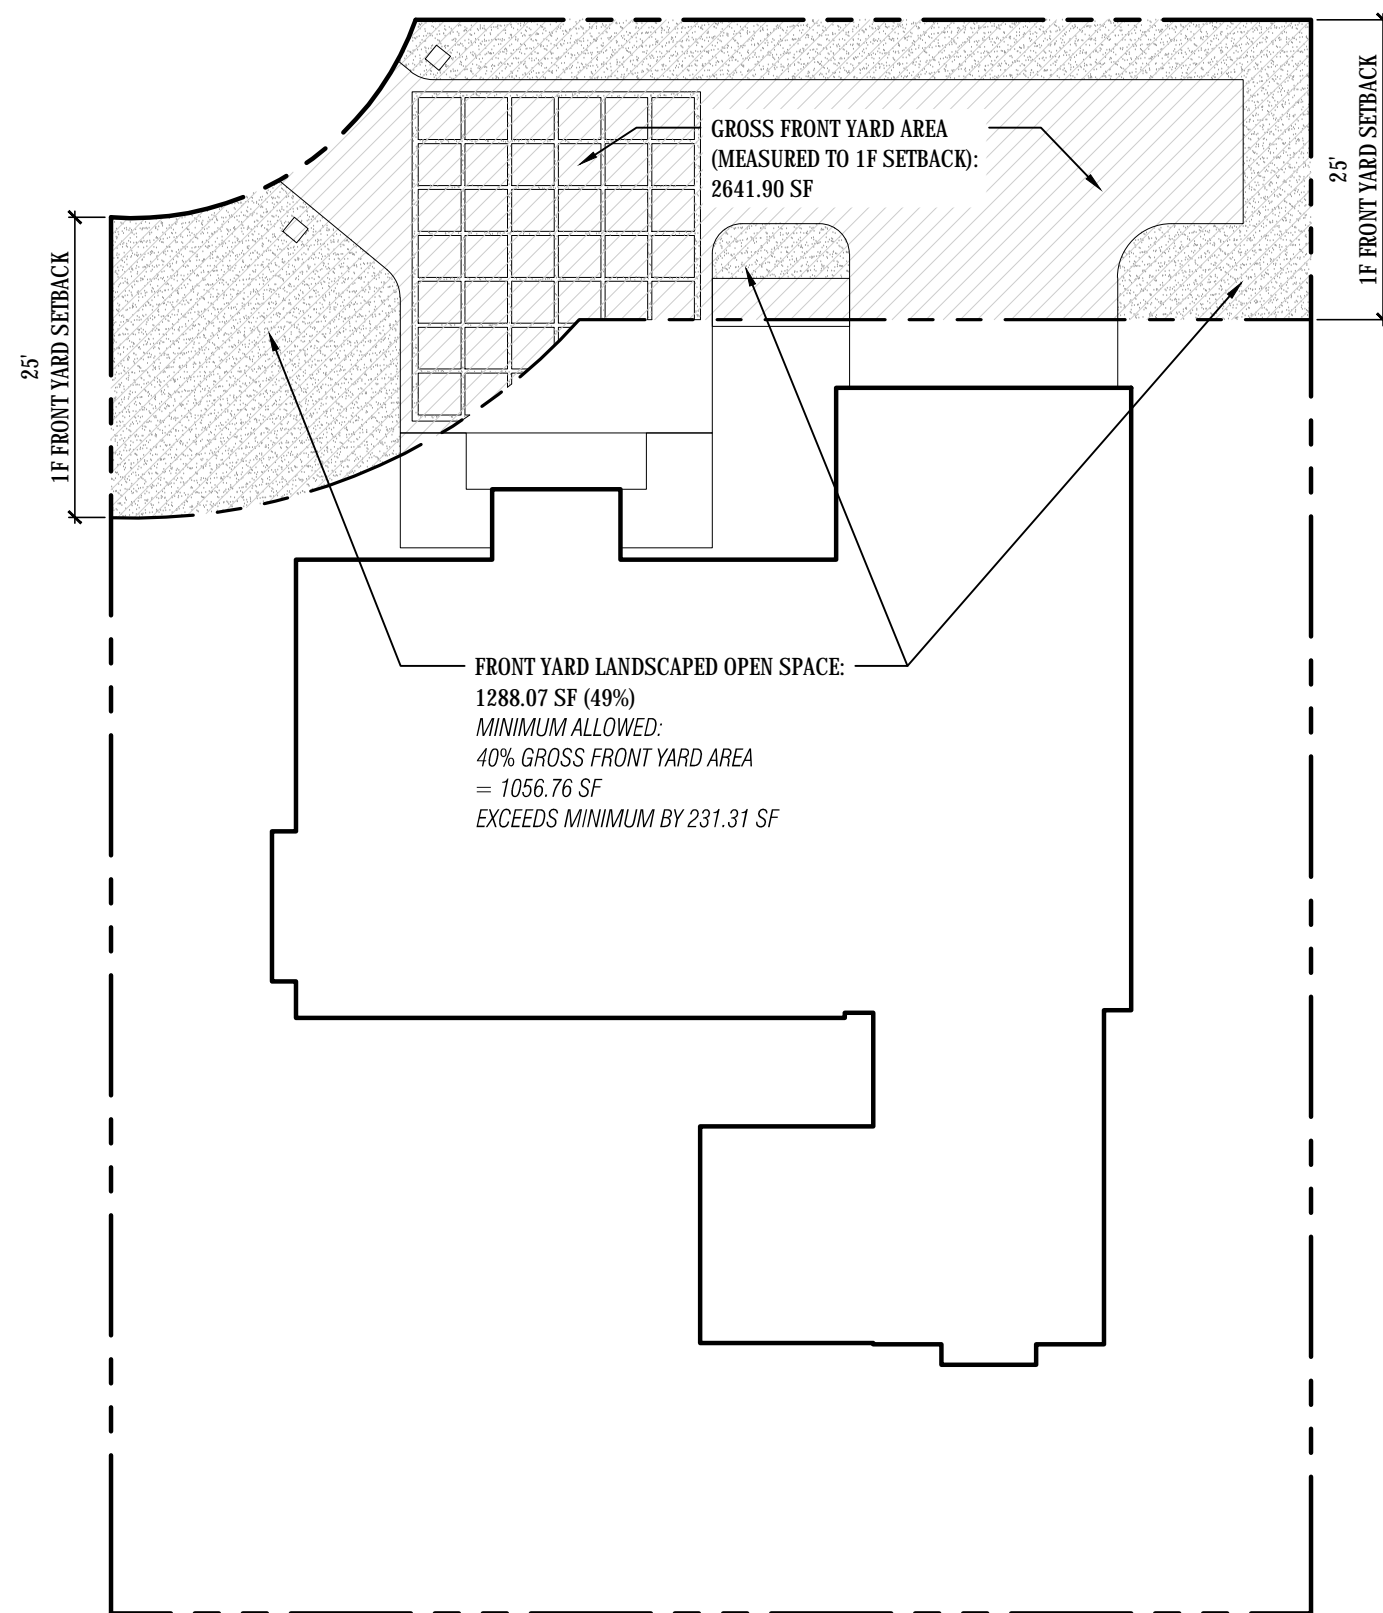 GROSS FRONT YARD AREA
(MEASURED TO 1F SETBACK):
2641.90 SF
25'
1F FRONT YARD SETBACK
25'
1F FRONT YARD SETBACK
FRONT YARD LANDSCAPED OPEN SPACE:
1288.07 SF (49%)
MINIMUM ALLOWED:
40% GROSS FRONT YARD AREA
= 1056.76 SF
EXCEEDS MINIMUM BY 231.31 SF